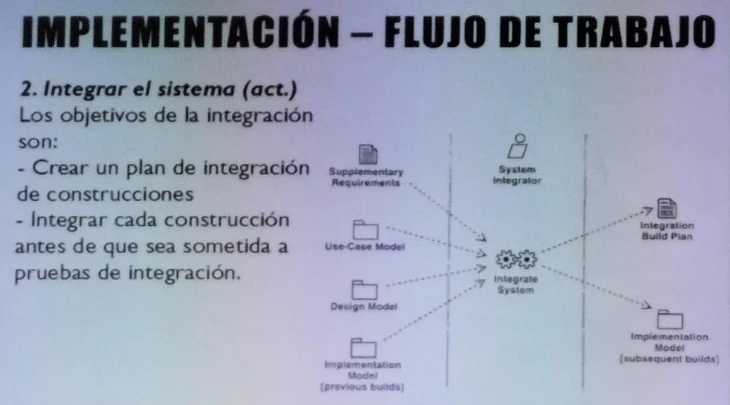 IMPLEMENTACIÓN – FLUJO DE TRABAJO
2. Integrar el sistema (act.)
Los objetivos de la integración
son:
- Crear un plan de integración
de construcciones
- Integrar cada construcción
antes de que sea sometida a
pruebas de integración.
Supplementary
Requirements
Use-Case Model
Design Model
Implementation
Model
[previous builds]
System
Integrator
Integrate
System
Integration
Build Plan
Implementation
Model
[subsequent builds]